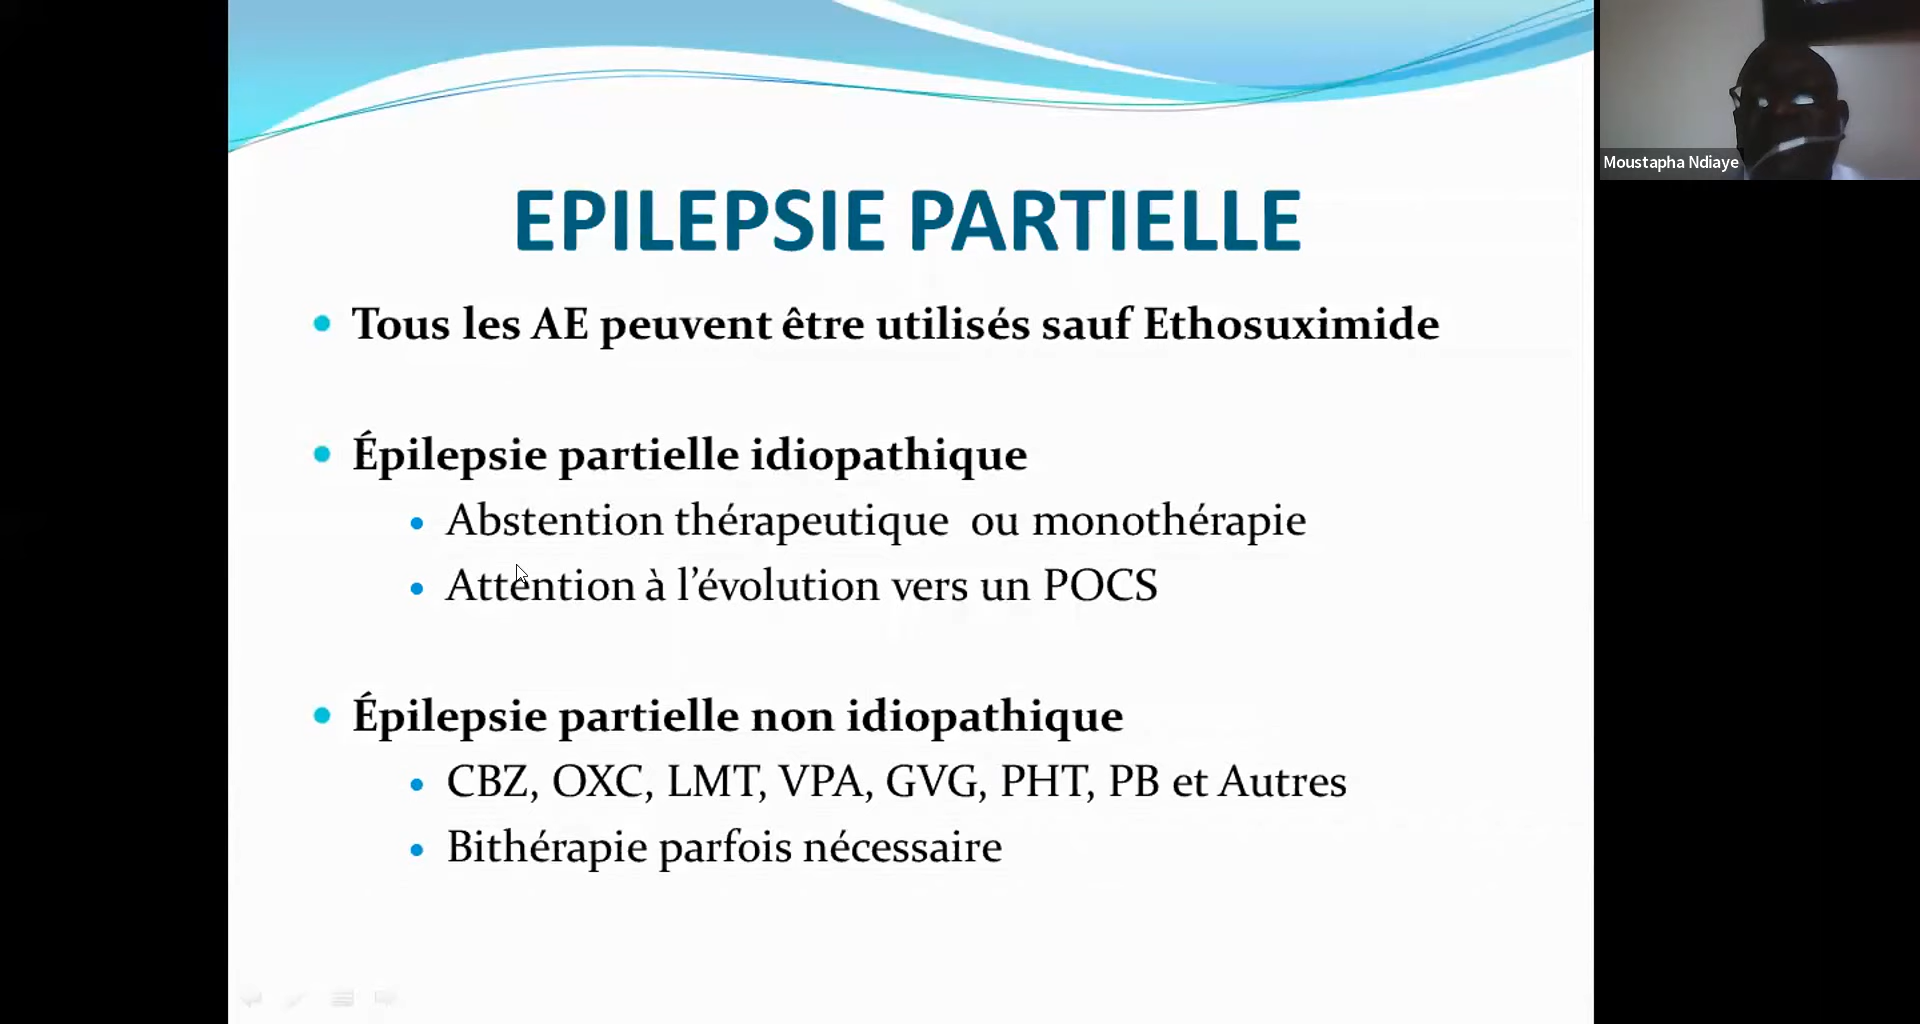 EPILEPSIE PARTIELLE
Moustapha Ndiaye
• Tous les AE peuvent être utilisés sauf Ethosuximide
• Épilepsie partielle idiopathique
• Abstention thérapeutique ou monothérapie
• Attention à l’évolution vers un POCS
• Épilepsie partielle non idiopathique
• CBZ, OXC, LMT, VPA, GVG, PHT, PB et Autres
• Bithérapie parfois nécessaire